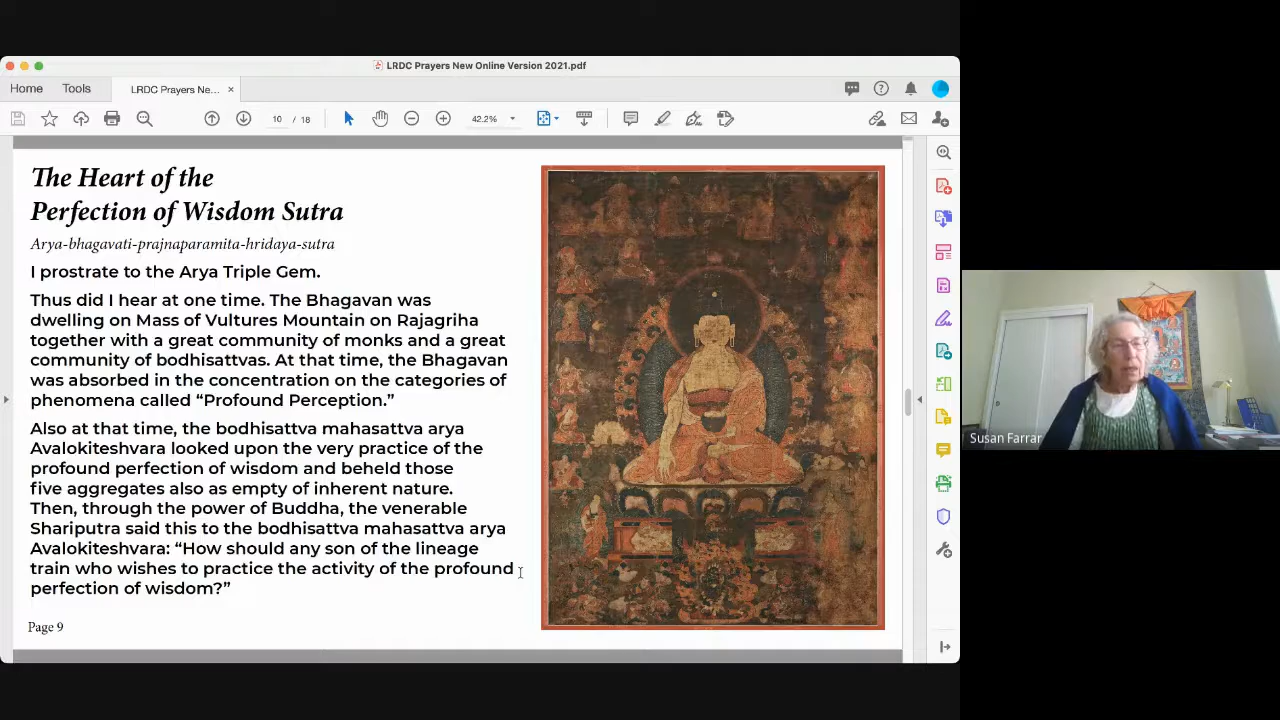 LRDC Prayers New Online Version 2021.pdf
Home
Tools
LRDC Prayers Ne...
10 / 18
42.2%
The Heart of the
Perfection of Wisdom Sutra
Arya-bhagavati-prajnaparamita-hridaya-sutra
I prostrate to the Arya Triple Gem.
Thus did I hear at one time. The Bhagavan was
dwelling on Mass of Vultures Mountain on Rajagriha
together with a great community of monks and a great
community of bodhisattvas. At that time, the Bhagavan
was absorbed in the concentration on the categories of
phenomena called “Profound Perception.”
Also at that time, the bodhisattva mahasattva arya
Avalokiteshvara looked upon the very practice of the
profound perfection of wisdom and beheld those
five aggregates also as empty of inherent nature.
Then, through the power of Buddha, the venerable
Shariputra said this to the bodhisattva mahasattva arya
Avalokiteshvara: “How should any son of the lineage
train who wishes to practice the activity of the profound
perfection of wisdom?”
Page 9
Susan Farrar